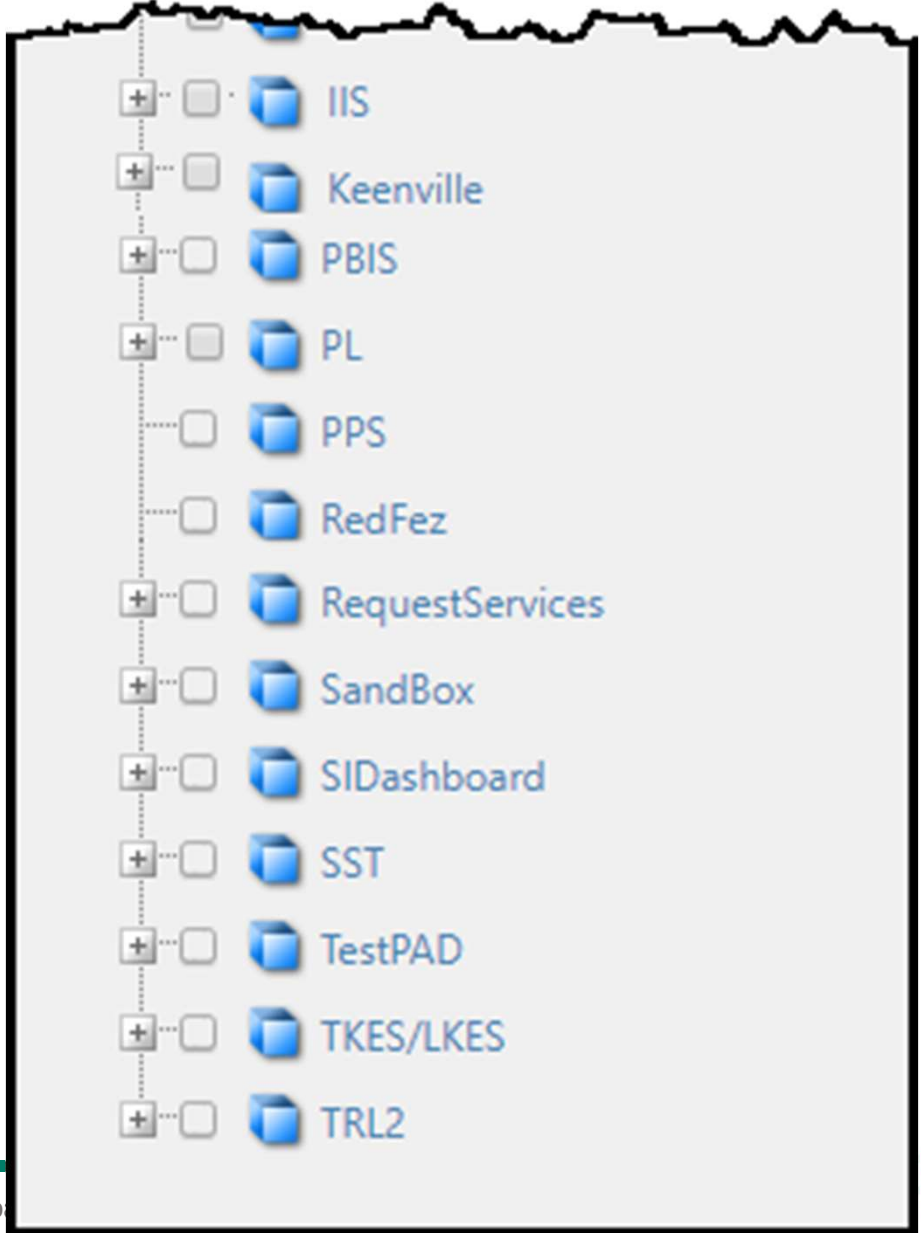 IIS
Keenville
PBIS
PL
PPS
RedFez
RequestServices
SandBox
SIDashboard
SST
TestPAD
TKES/LKES
TRL2